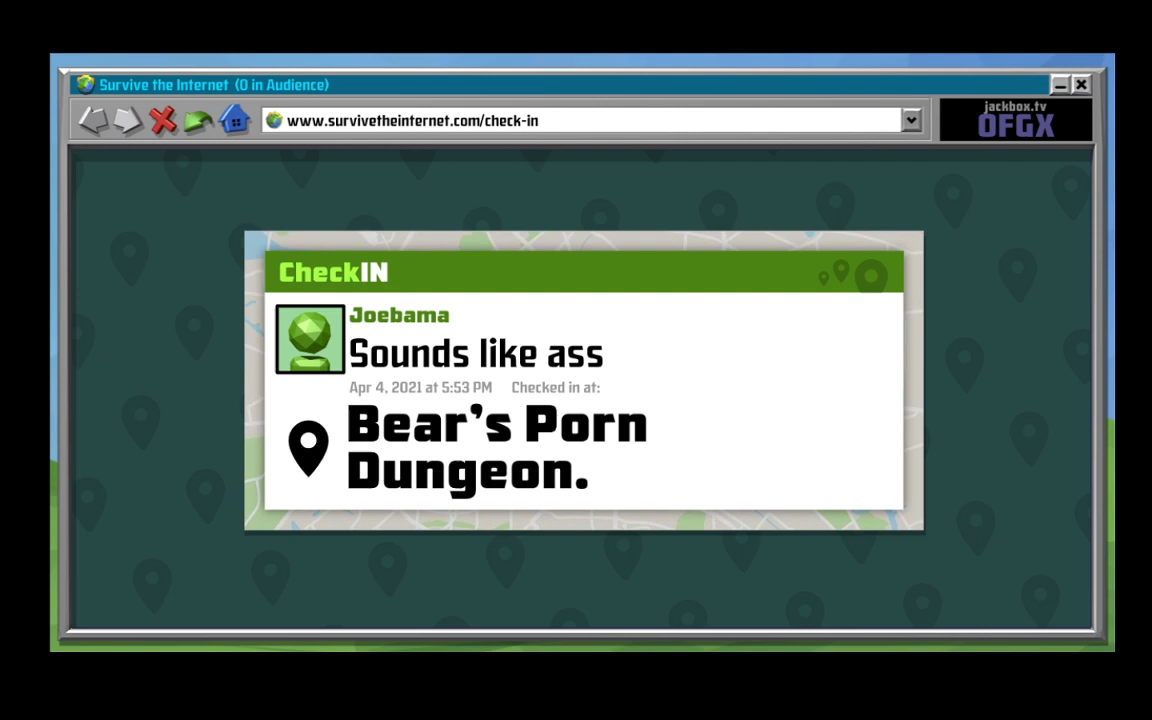 Survive the Internet (0 in Audience)
www.survivetheinternet.com/check-in
jackbox.tv
OFGX
CheckIN
Joebama
Sounds like ass
Apr 4, 2021 at 5:53 PM Checked in at:
Bear's Porn
Dungeon.